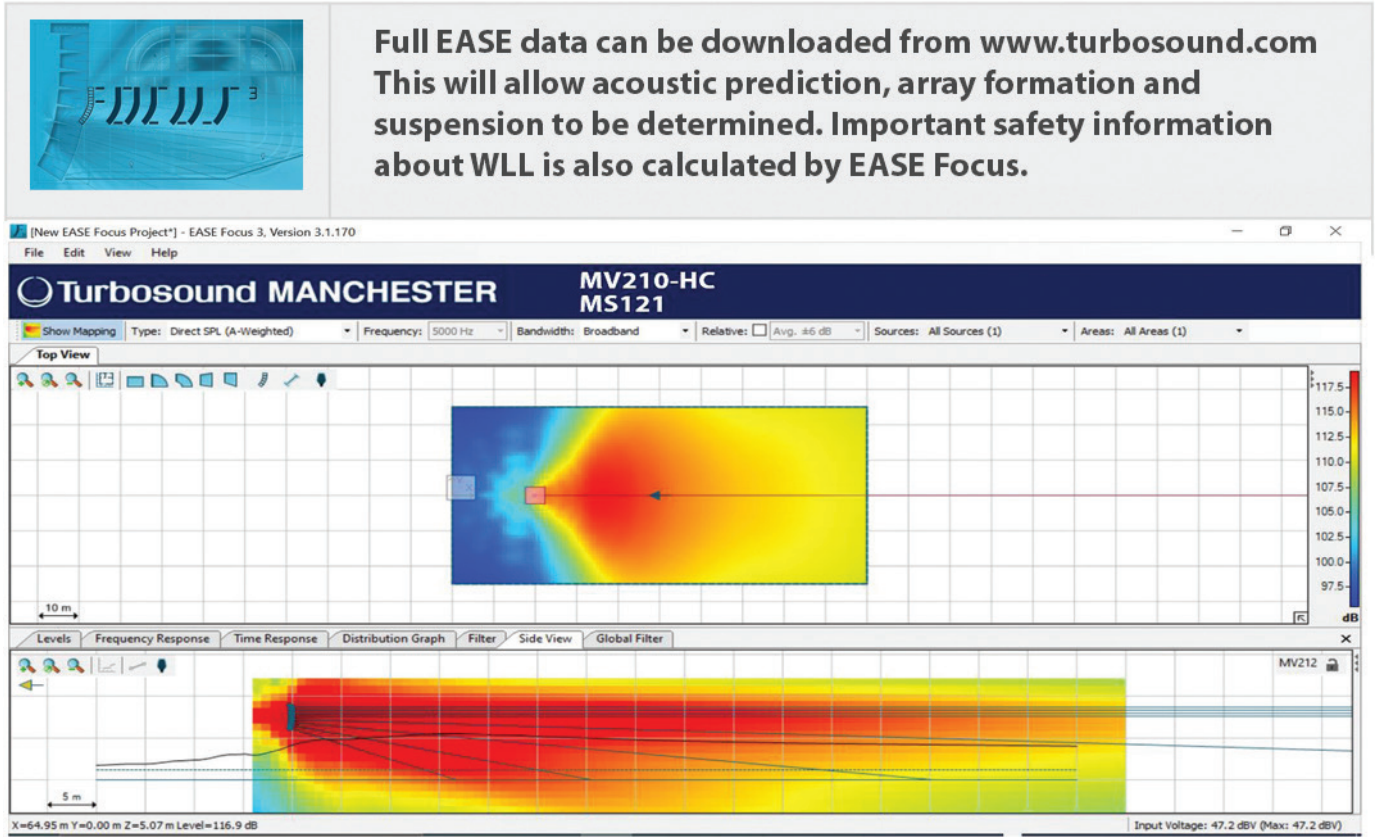 Full EASE data can be downloaded from www.turbosound.com
This will allow acoustic prediction, array formation and
suspension to be determined. Important safety information
about WLL is also calculated by EASE Focus.
[New EASE Focus Project*] - EASE Focus 3, Version 3.1.170
File Edit View Help
Turbosound MANCHESTER
MV210-HC
MS121
Show Mapping Type: Direct SPL (A-Weighted) Frequency: 5000 Hz Bandwidth: Broadband Relative: Avg. ±6 dB Sources: All Sources (1) Areas: All Areas (1)
Top View
117.5
115.0
112.5
110.0
107.5
105.0
102.5
100.0
97.5
dB
10 m
Levels Frequency Response Time Response Distribution Graph Filter Side View Global Filter
MV212
5 m
X=64.95 m Y=0.00 m Z=5.07 m Level=116.9 dB
Input Voltage: 47.2 dBV (Max: 47.2 dBV)